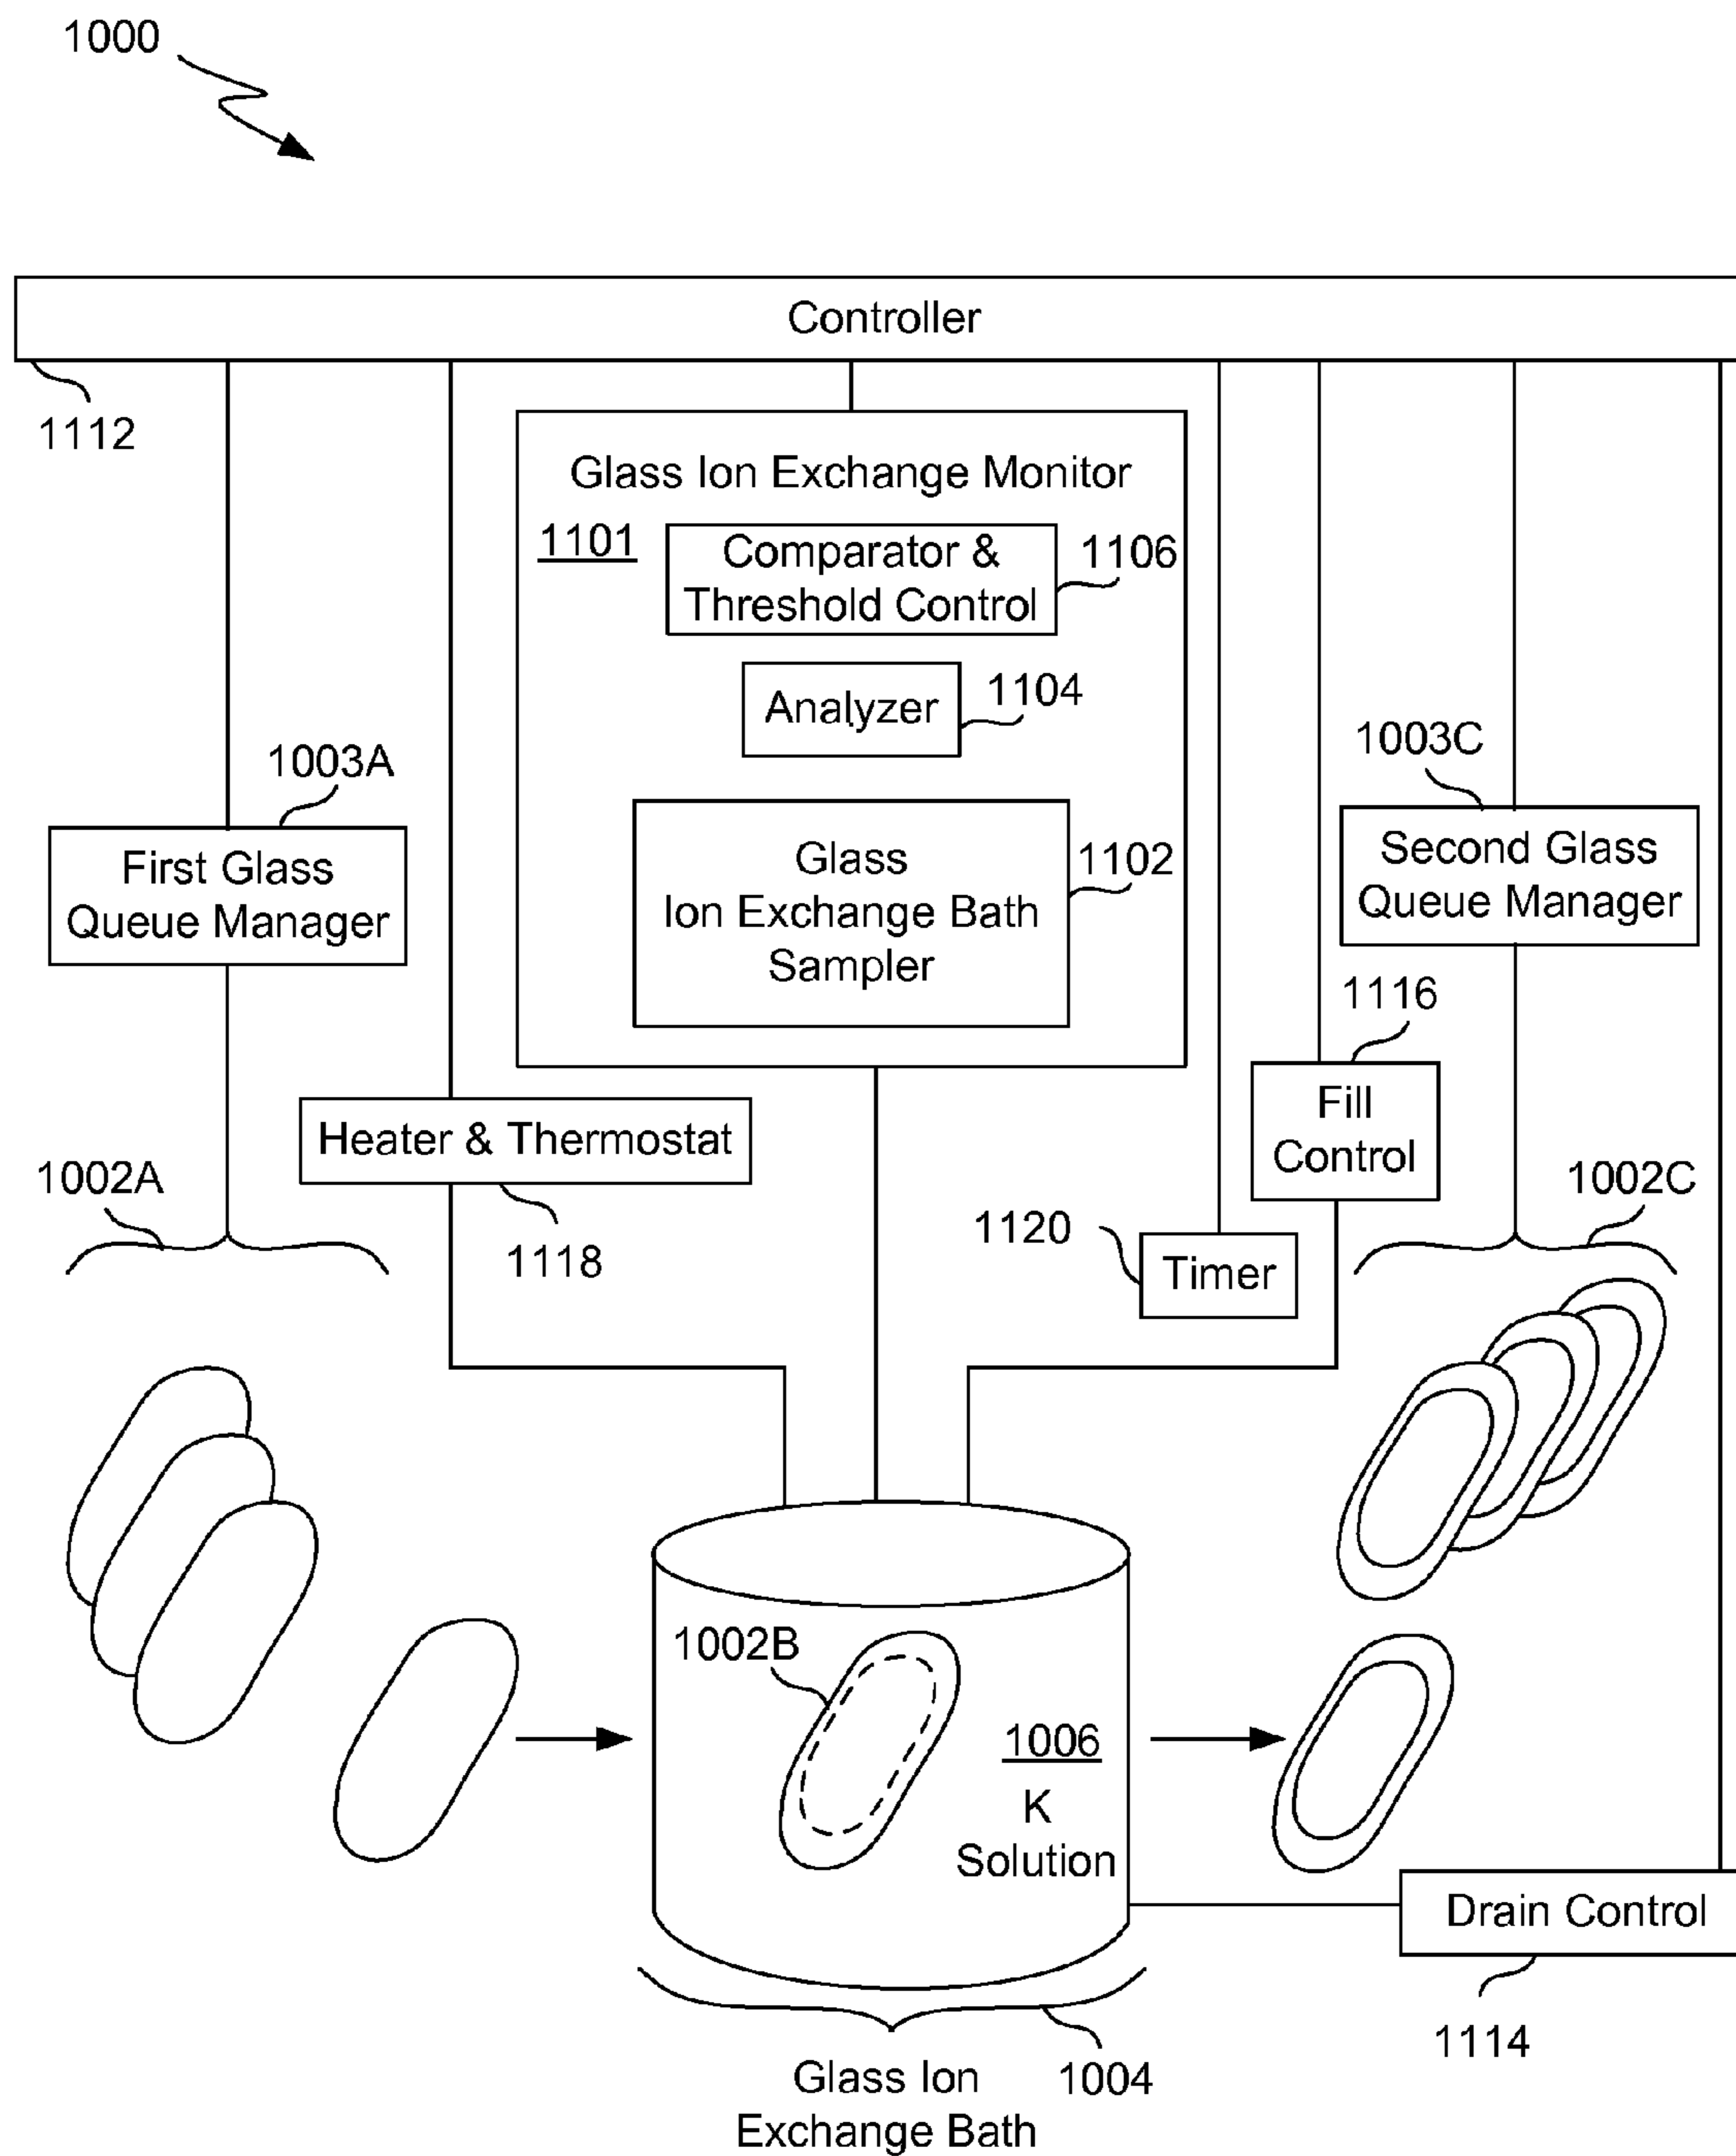 1000
Controller
1112
Glass Ion Exchange Monitor
1101
Comparator &
Threshold Control
1106
Analyzer
1104
1003A
First Glass
Queue Manager
Glass
Ion Exchange Bath
Sampler
1102
1003C
Second Glass
Queue Manager
1116
Fill
Control
Heater & Thermostat
1118
1002A
1120
Timer
1002C
1002B
1006
K
Solution
Drain Control
1114
Glass Ion
Exchange Bath
1004